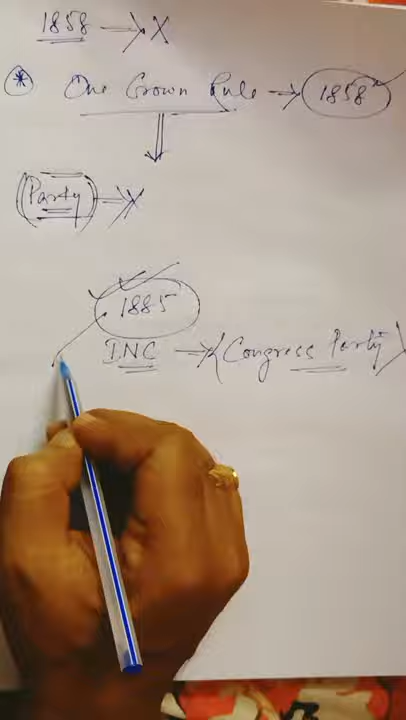 1858 → X
* One Crown Rule → 1858
(Party) → X
1885
INC → (Congress Party)